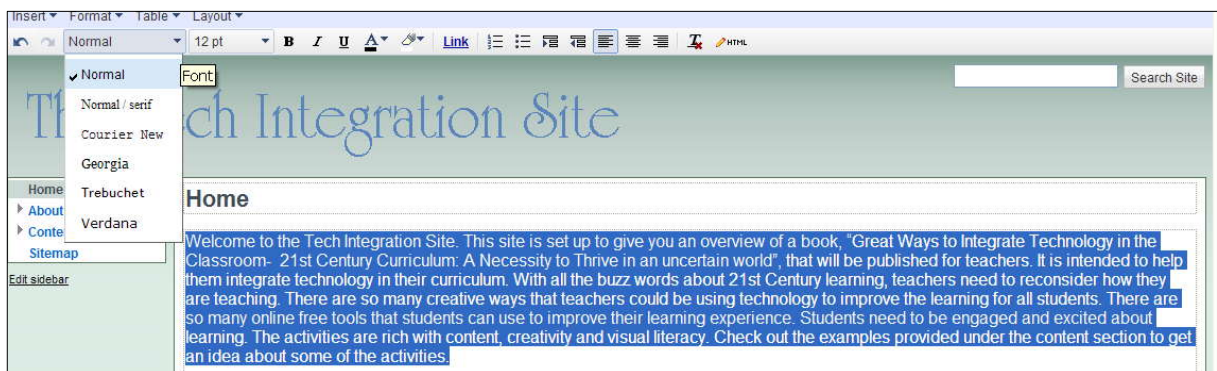 Insert Format Table Layout
Normal 12 pt B I U A Link HTML
Normal
Font
Normal / serif
Courier New
Georgia
Trebuchet
Verdana
Search Site
ch Integration Site
Home
About
Conte
Sitemap
Edit sidebar
Home
Welcome to the Tech Integration Site. This site is set up to give you an overview of a book, “Great Ways to Integrate Technology in the
Classroom- 21st Century Curriculum: A Necessity to Thrive in an uncertain world”, that will be published for teachers. It is intended to help
them integrate technology in their curriculum. With all the buzz words about 21st Century learning, teachers need to reconsider how they
are teaching. There are so many creative ways that teachers could be using technology to improve the learning for all students. There are
so many online free tools that students can use to improve their learning experience. Students need to be engaged and excited about
learning. The activities are rich with content, creativity and visual literacy. Check out the examples provided under the content section to get
an idea about some of the activities.